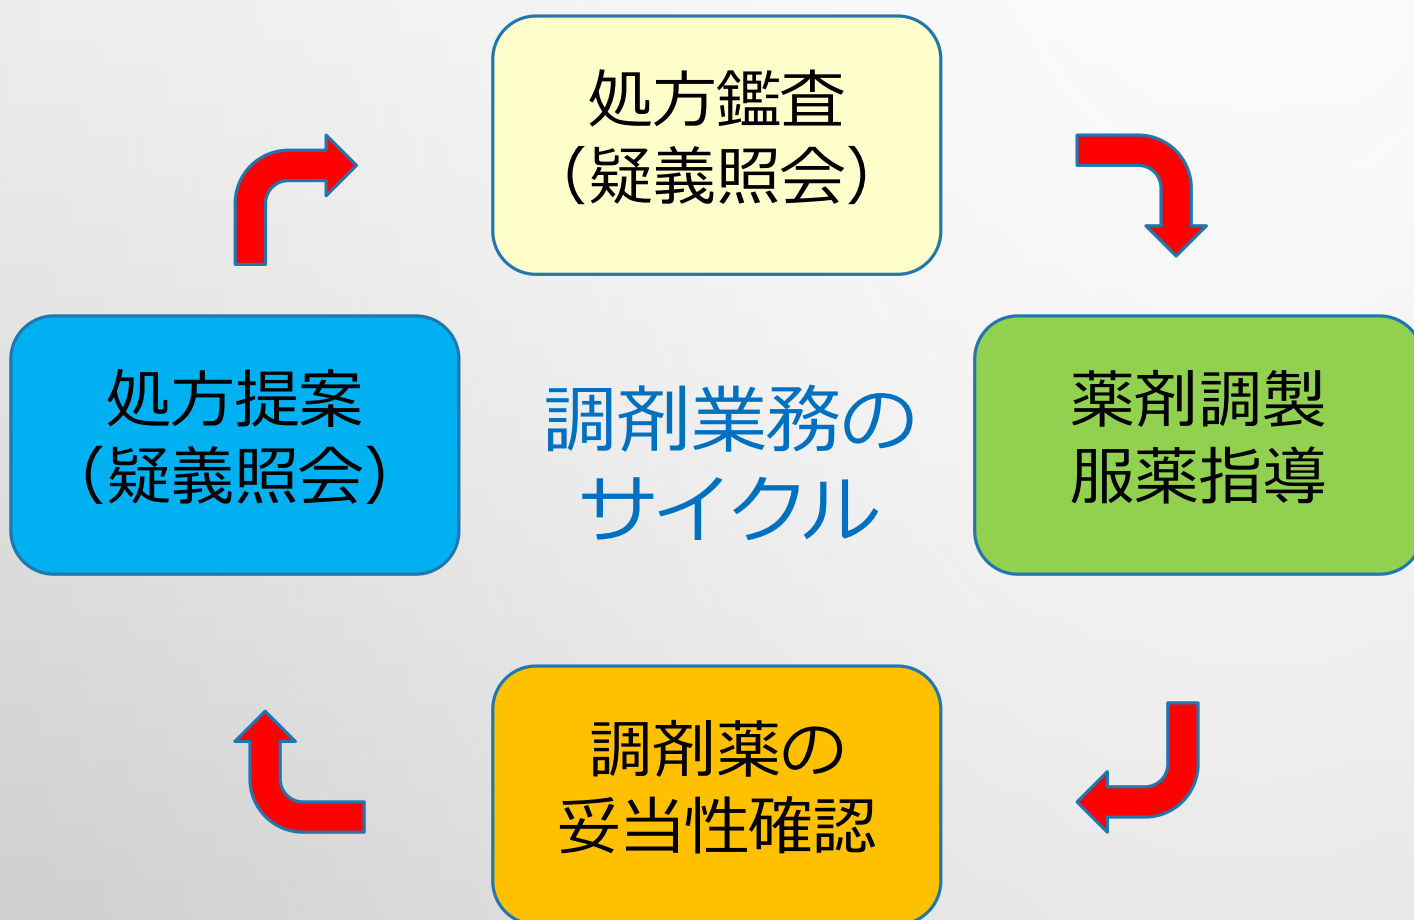 処方鑑査
（疑義照会）
処方提案
（疑義照会）
調剤業務の
サイクル
薬剤調製
服薬指導
調剤薬の
妥当性確認